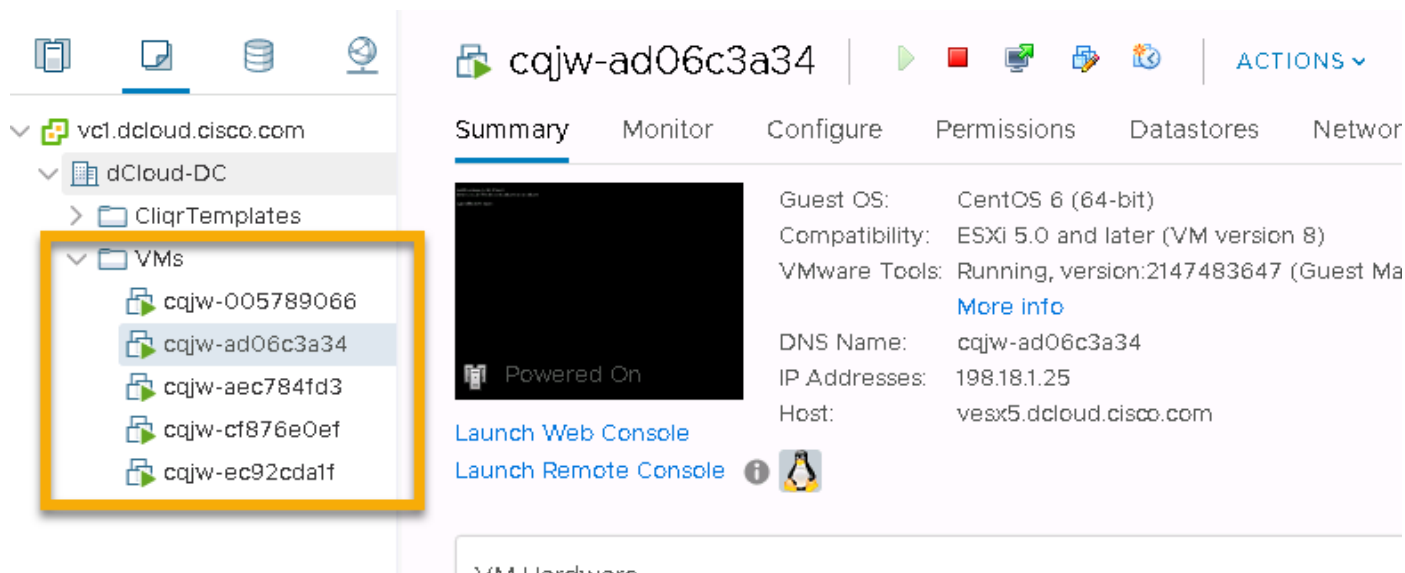 cqjw-ad06c3a34
ACTIONS
vc1.dcloud.cisco.com
dCloud-DC
CliqrTemplates
VMs
cqjw-005789066
cqjw-ad06c3a34
cqjw-aec784fd3
cqjw-cf876e0ef
cqjw-ec92cda1f
Summary Monitor Configure Permissions Datastores Networ
Powered On
Launch Web Console
Launch Remote Console
Guest OS: CentOS 6 (64-bit)
Compatibility: ESXi 5.0 and later (VM version 8)
VMware Tools: Running, version:2147483647 (Guest Ma
More info
DNS Name: cqjw-ad06c3a34
IP Addresses: 198.18.1.25
Host: vesx5.dcloud.cisco.com
VM Hardware